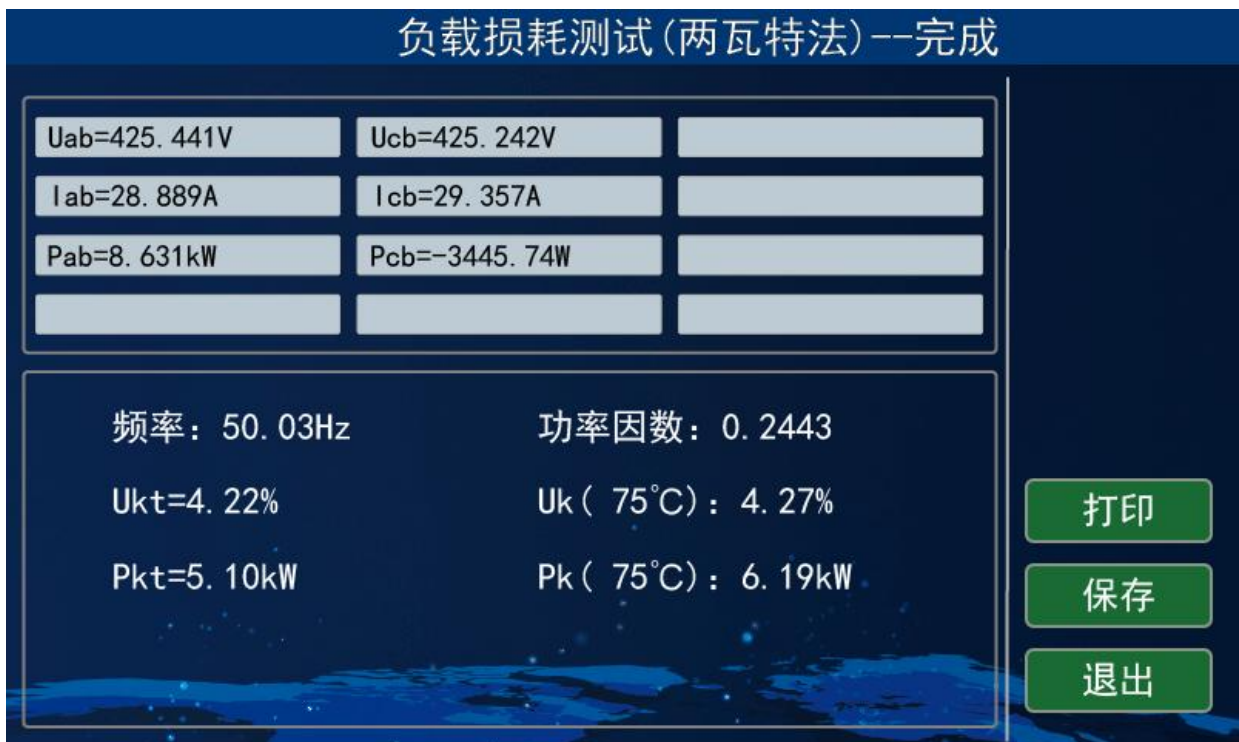 负载损耗测试(两瓦特法)--完成
Uab=425.441V Ucb=425.242V
Iab=28.889A Icb=29.357A
Pab=8.631kW Pcb=-3445.74W
频率：50.03Hz 功率因数：0.2443
Ukt=4.22% Uk( 75℃)：4.27%
Pkt=5.10kW Pk( 75℃)：6.19kW
打印
保存
退出